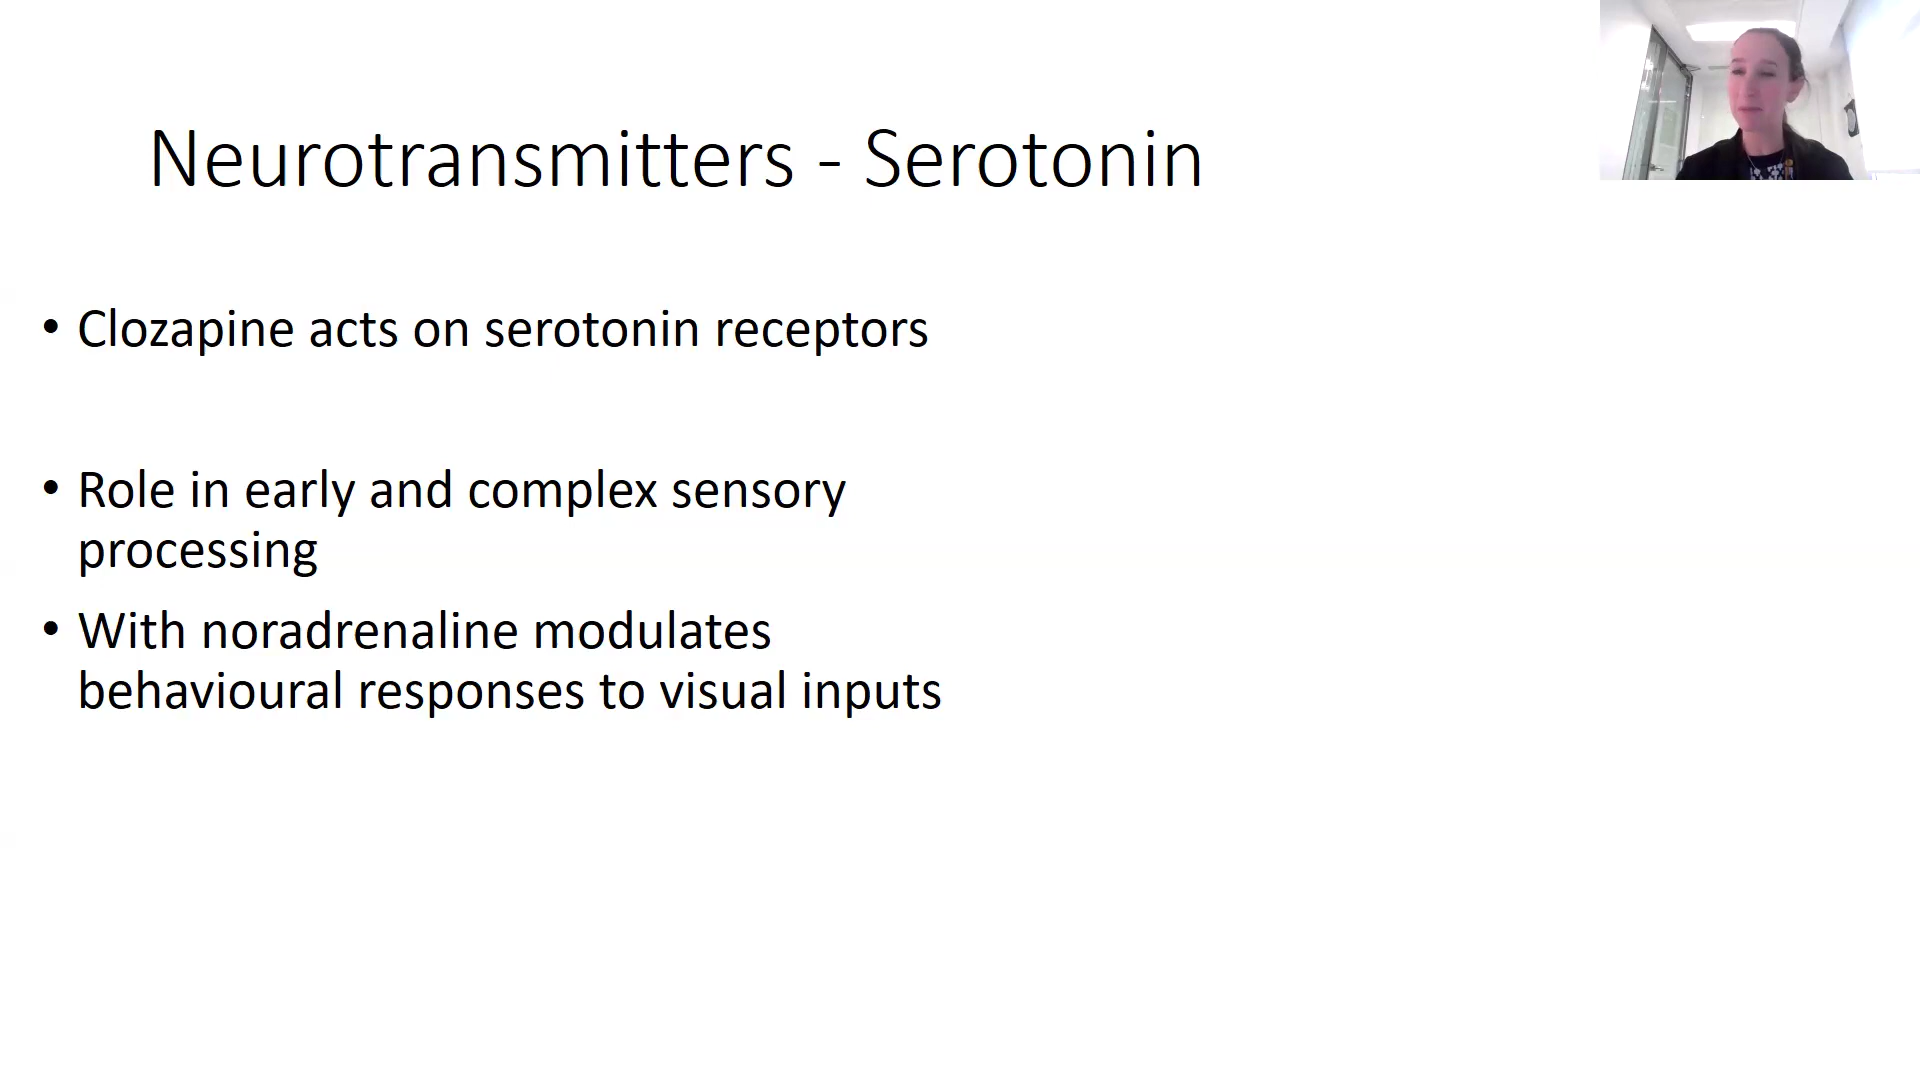 Neurotransmitters - Serotonin
• Clozapine acts on serotonin receptors
• Role in early and complex sensory
processing
• With noradrenaline modulates
behavioural responses to visual inputs